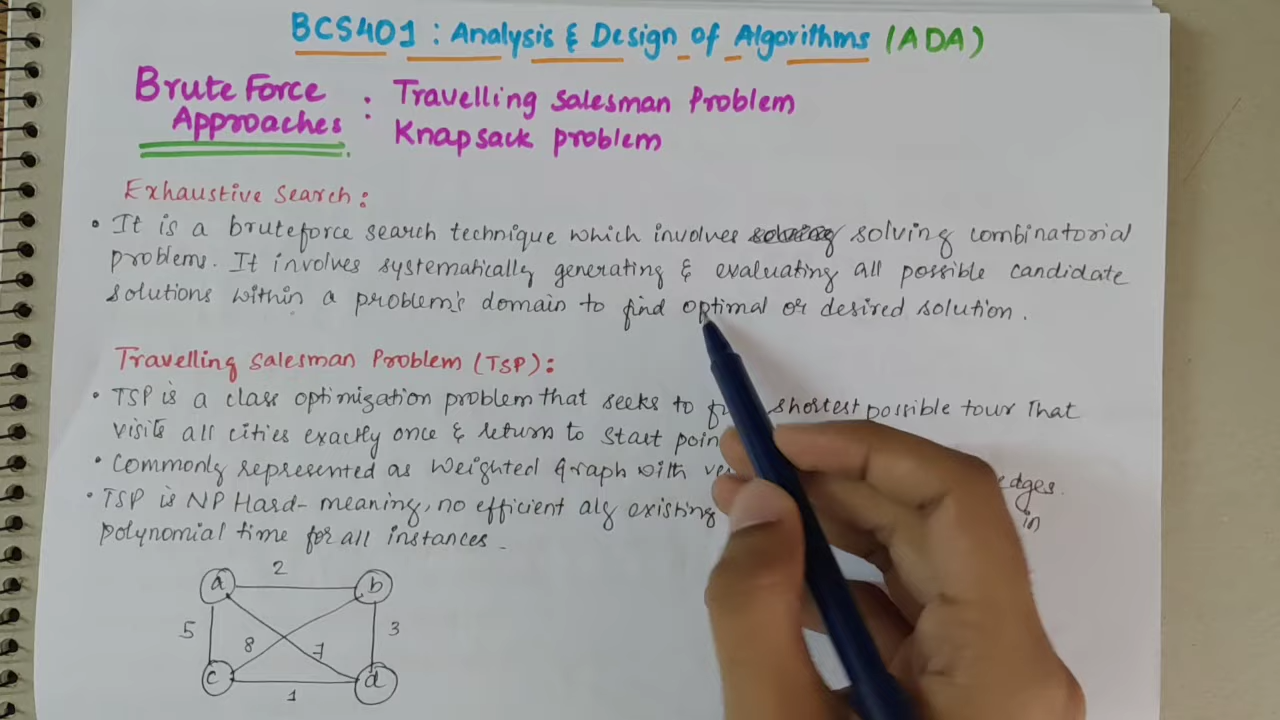 BCS401 : Analysis & Design of Algorithms (ADA)
Brute Force Approaches : Travelling Salesman Problem
Knapsack problem
Exhaustive Search :
• It is a bruteforce search technique which involves solving combinatorial
problems. It involves systematically generating & evaluating all possible candidate
solutions within a problem's domain to find optimal or desired solution.
Travelling Salesman Problem (TSP):
• TSP is a class optimization problem that seeks to shortest possible tour that
visits all cities exactly once & return to start
• Commonly represented as Weighted Graph with edges.
• TSP is NP Hard- meaning, no efficient alg existing in
polynomial time for all instances.
a 2 b
5 8 7 3
c 1 d